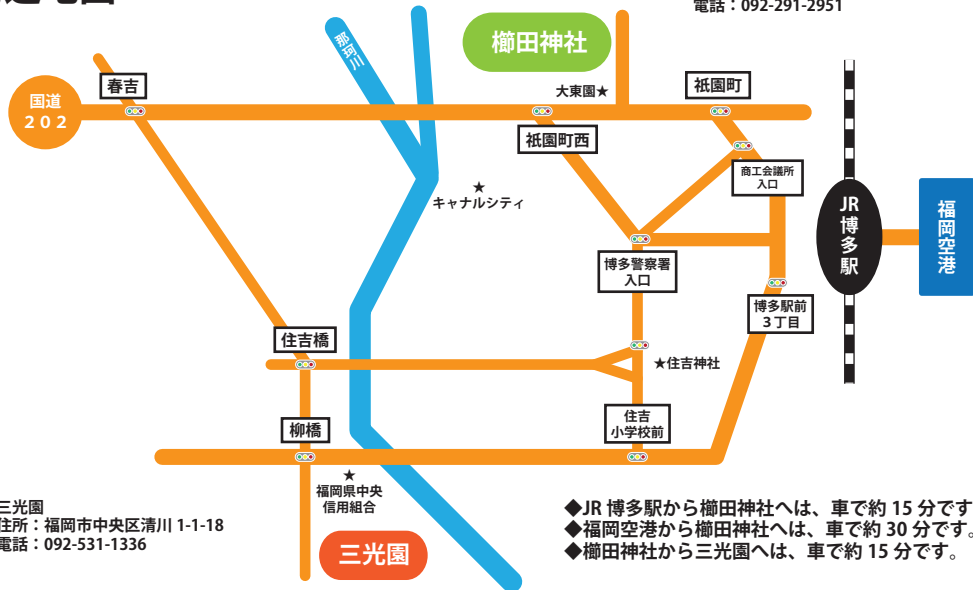 電話：092-291-2951
那珂川
櫛田神社
国道
２０２
春吉
大東園★
祇園町
祇園町西
商工会議所
入口
★
キャナルシティ
JR博多駅
福岡空港
博多警察署
入口
博多駅前
３丁目
住吉橋
★住吉神社
柳橋
住吉
小学校前
★
福岡県中央
信用組合
三光園
住所：福岡市中央区清川 1-1-18
電話：092-531-1336
三光園
◆JR 博多駅から櫛田神社へは、車で約 15 分です
◆福岡空港から櫛田神社へは、車で約 30 分です。
◆櫛田神社から三光園へは、車で約 15 分です。